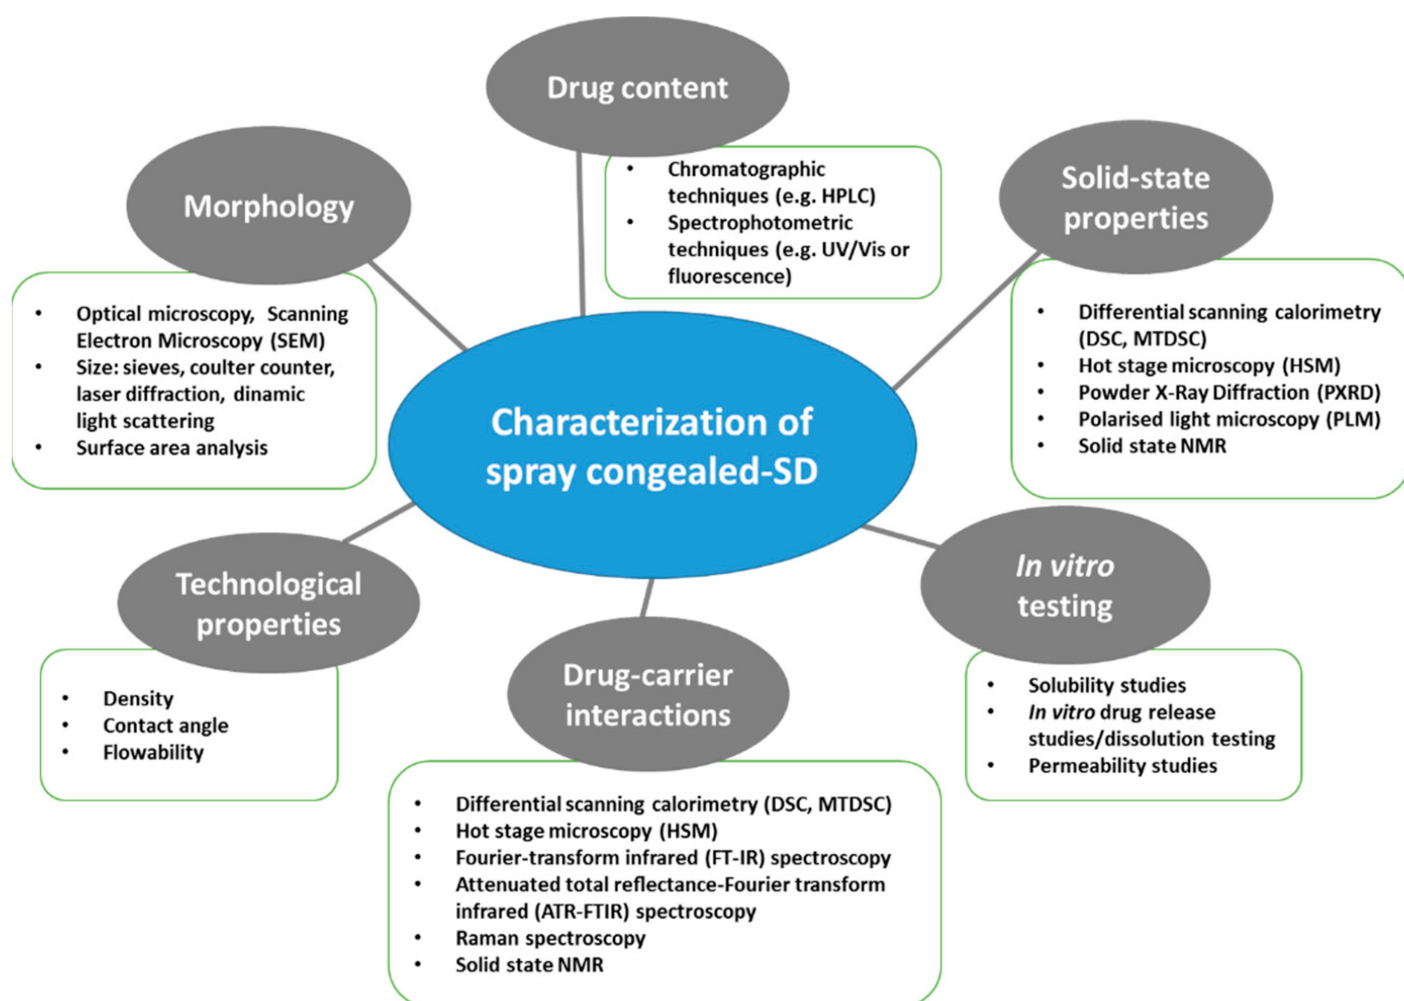 Drug content
• Chromatographic
techniques (e.g. HPLC)
• Spectrophotometric
techniques (e.g. UV/Vis or
fluorescence)
Morphology
• Optical microscopy, Scanning
Electron Microscopy (SEM)
• Size: sieves, coulter counter,
laser diffraction, dinamic
light scattering
• Surface area analysis
Solid-state
properties
• Differential scanning calorimetry
(DSC, MTDSC)
• Hot stage microscopy (HSM)
• Powder X-Ray Diffraction (PXRD)
• Polarised light microscopy (PLM)
• Solid state NMR
Characterization of
spray congealed-SD
Technological
properties
• Density
• Contact angle
• Flowability
Drug-carrier
interactions
• Differential scanning calorimetry (DSC, MTDSC)
• Hot stage microscopy (HSM)
• Fourier-transform infrared (FT-IR) spectroscopy
• Attenuated total reflectance-Fourier transform
infrared (ATR-FTIR) spectroscopy
• Raman spectroscopy
• Solid state NMR
In vitro
testing
• Solubility studies
• In vitro drug release
studies/dissolution testing
• Permeability studies